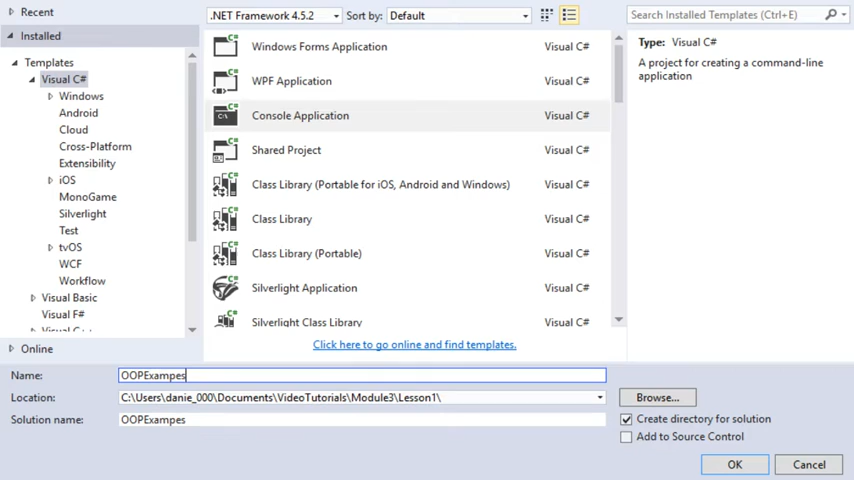 Recent
.NET Framework 4.5.2
Sort by:
Default
Search Installed Templates (Ctrl+E)
Installed
Templates
Visual C#
Windows
Android
Cloud
Cross-Platform
Extensibility
iOS
MonoGame
Silverlight
Test
tvOS
WCF
Workflow
Visual Basic
Visual F#
Visual C++
Online
Windows Forms Application Visual C#
WPF Application Visual C#
Console Application Visual C#
Shared Project Visual C#
Class Library (Portable for iOS, Android and Windows) Visual C#
Class Library Visual C#
Class Library (Portable) Visual C#
Silverlight Application Visual C#
Silverlight Class Library Visual C#
Click here to go online and find templates.
Type: Visual C#
A project for creating a command-line
application
Name: OOPExampes
Location: C:\Users\danie_000\Documents\VideoTutorials\Module3\Lesson1\
Browse...
Solution name: OOPExampes
Create directory for solution
Add to Source Control
OK
Cancel